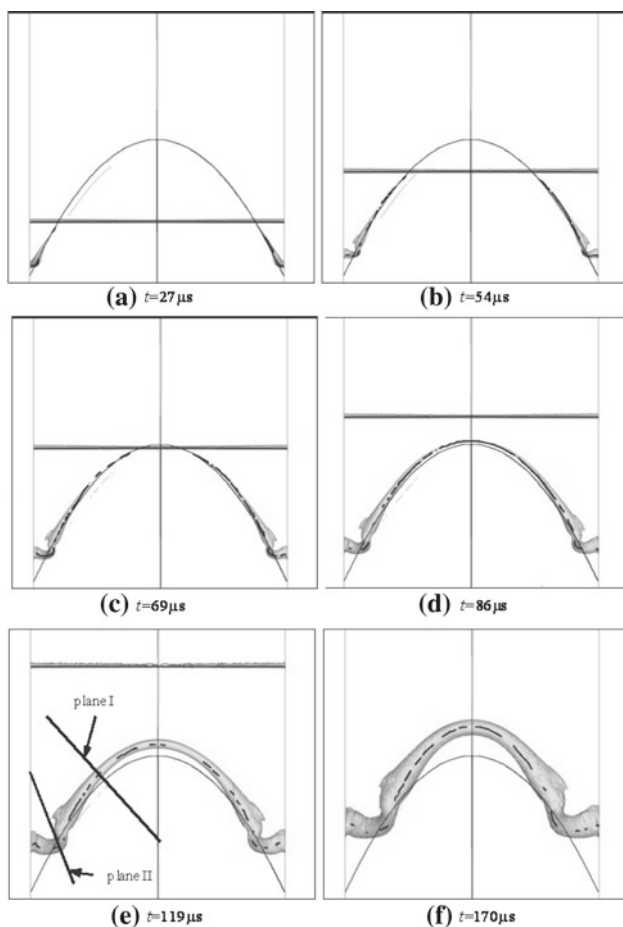 (a) t=27μs
(b) t=54μs
(c) t=69μs
(d) t=86μs
plane I
plane II
(e) t=119μs
(f) t=170μs